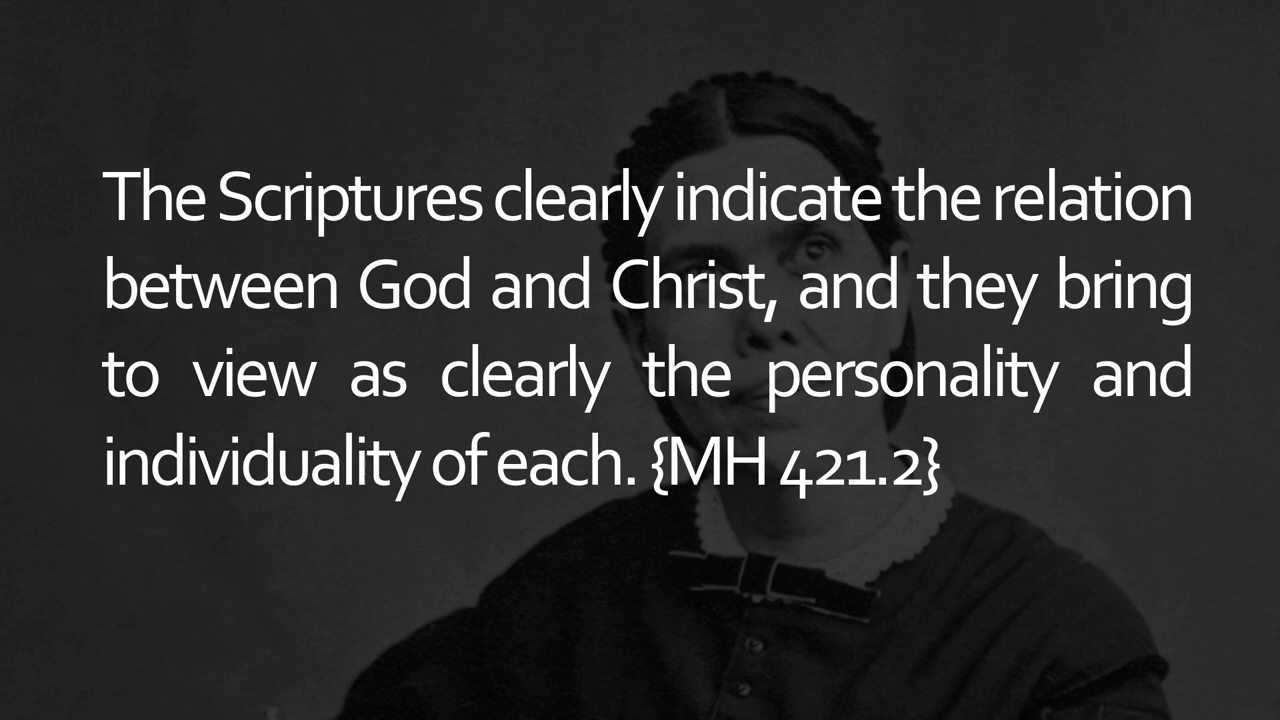 The Scriptures clearly indicate the relation
between God and Christ, and they bring
to view as clearly the personality and
individuality of each. {MH 421.2}